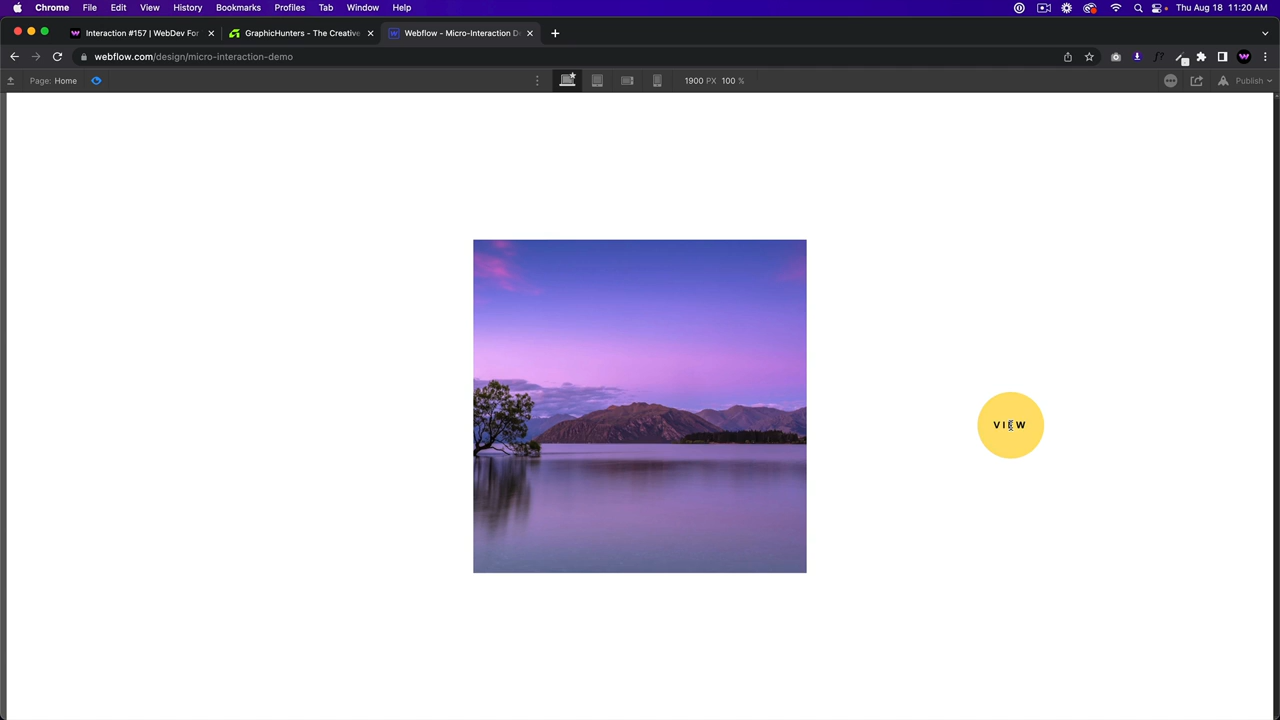 Chrome File Edit View History Bookmarks Profiles Tab Window Help Thu Aug 18 11:20 AM
Interaction #157 | WebDev For GraphicHunters - The Creative Webflow - Micro-Interaction D
webflow.com/design/micro-interaction-demo
Page: Home 1900 PX 100 % Publish
VIEW